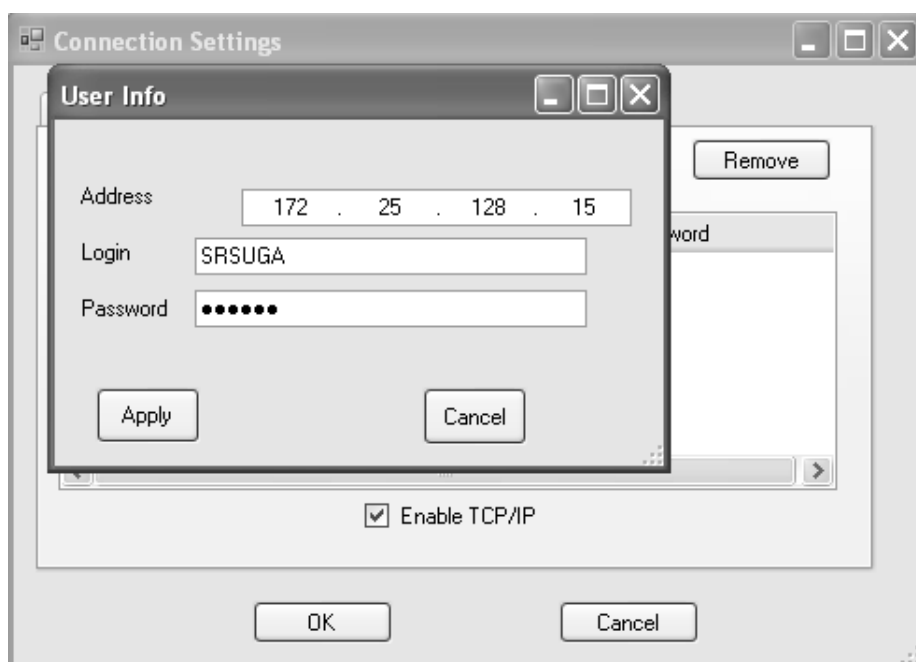 Connection Settings
User Info
Remove
Address 172 . 25 . 128 . 15
word
Login SRSUGA
Password ●●●●●●
Apply Cancel
Enable TCP/IP
OK Cancel